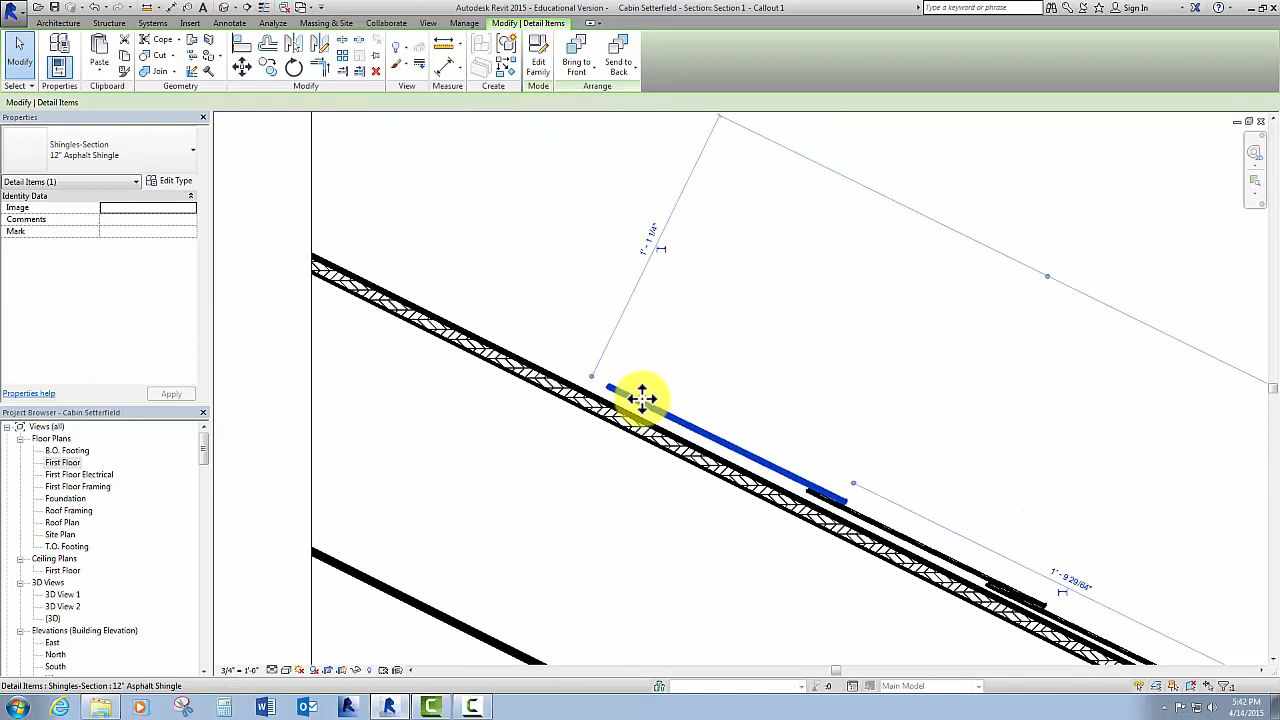 Autodesk Revit 2015 - Educational Version - Cabin Setterfield - Section: Section 1 - Callout 1
Type a keyword or phrase
Sign In
Architecture Structure Systems Insert Annotate Analyze Massing & Site Collaborate View Manage Modify | Detail Items
Modify
Paste
Cope
Cut
Join
Edit Family
Bring to Front
Send to Back
Select Properties Clipboard Geometry Modify View Measure Create Mode Arrange
Modify | Detail Items
Properties
Shingles-Section
12" Asphalt Shingle
Detail Items (1)
Edit Type
Identity Data
Image
Comments
Mark
Properties help
Apply
Project Browser - Cabin Setterfield
Views (all)
Floor Plans
B.O. Footing
First Floor
First Floor Electrical
First Floor Framing
Foundation
Roof Framing
Roof Plan
Site Plan
T.O. Footing
Ceiling Plans
First Floor
3D Views
3D View 1
3D View 2
{3D}
Elevations (Building Elevation)
East
North
South
1' - 1 1/4"
1' - 9 29/64"
3/4" = 1'-0"
Detail Items : Shingles-Section : 12" Asphalt Shingle
:0
Main Model
:1
5:42 PM
4/14/2015